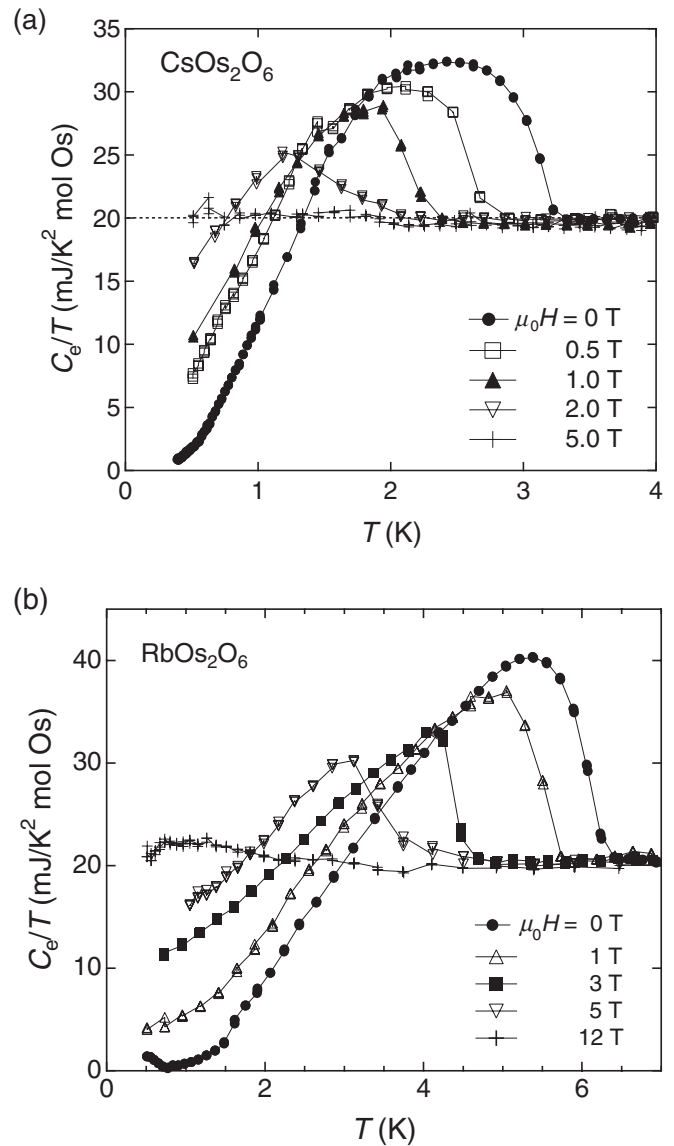 (a)
CsOs₂O₆
Cₑ/T (mJ/K² mol Os)
35
30
25
20
15
10
5
0
μ₀H = 0 T
0.5 T
1.0 T
2.0 T
5.0 T
0 1 2 3 4
T (K)
(b)
RbOs₂O₆
Cₑ/T (mJ/K² mol Os)
40
30
20
10
0
μ₀H = 0 T
1 T
3 T
5 T
12 T
0 2 4 6
T (K)